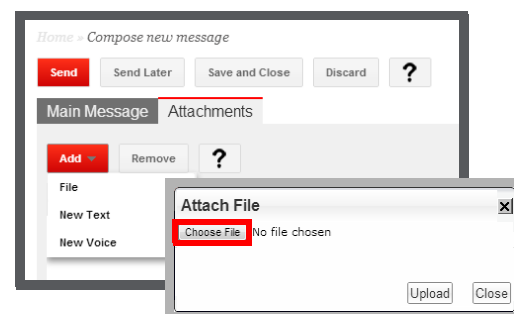 Home » Compose new message
Send Send Later Save and Close Discard ?
Main Message Attachments
Add Remove ?
File
New Text
New Voice
Attach File X
Choose File No file chosen
Upload Close